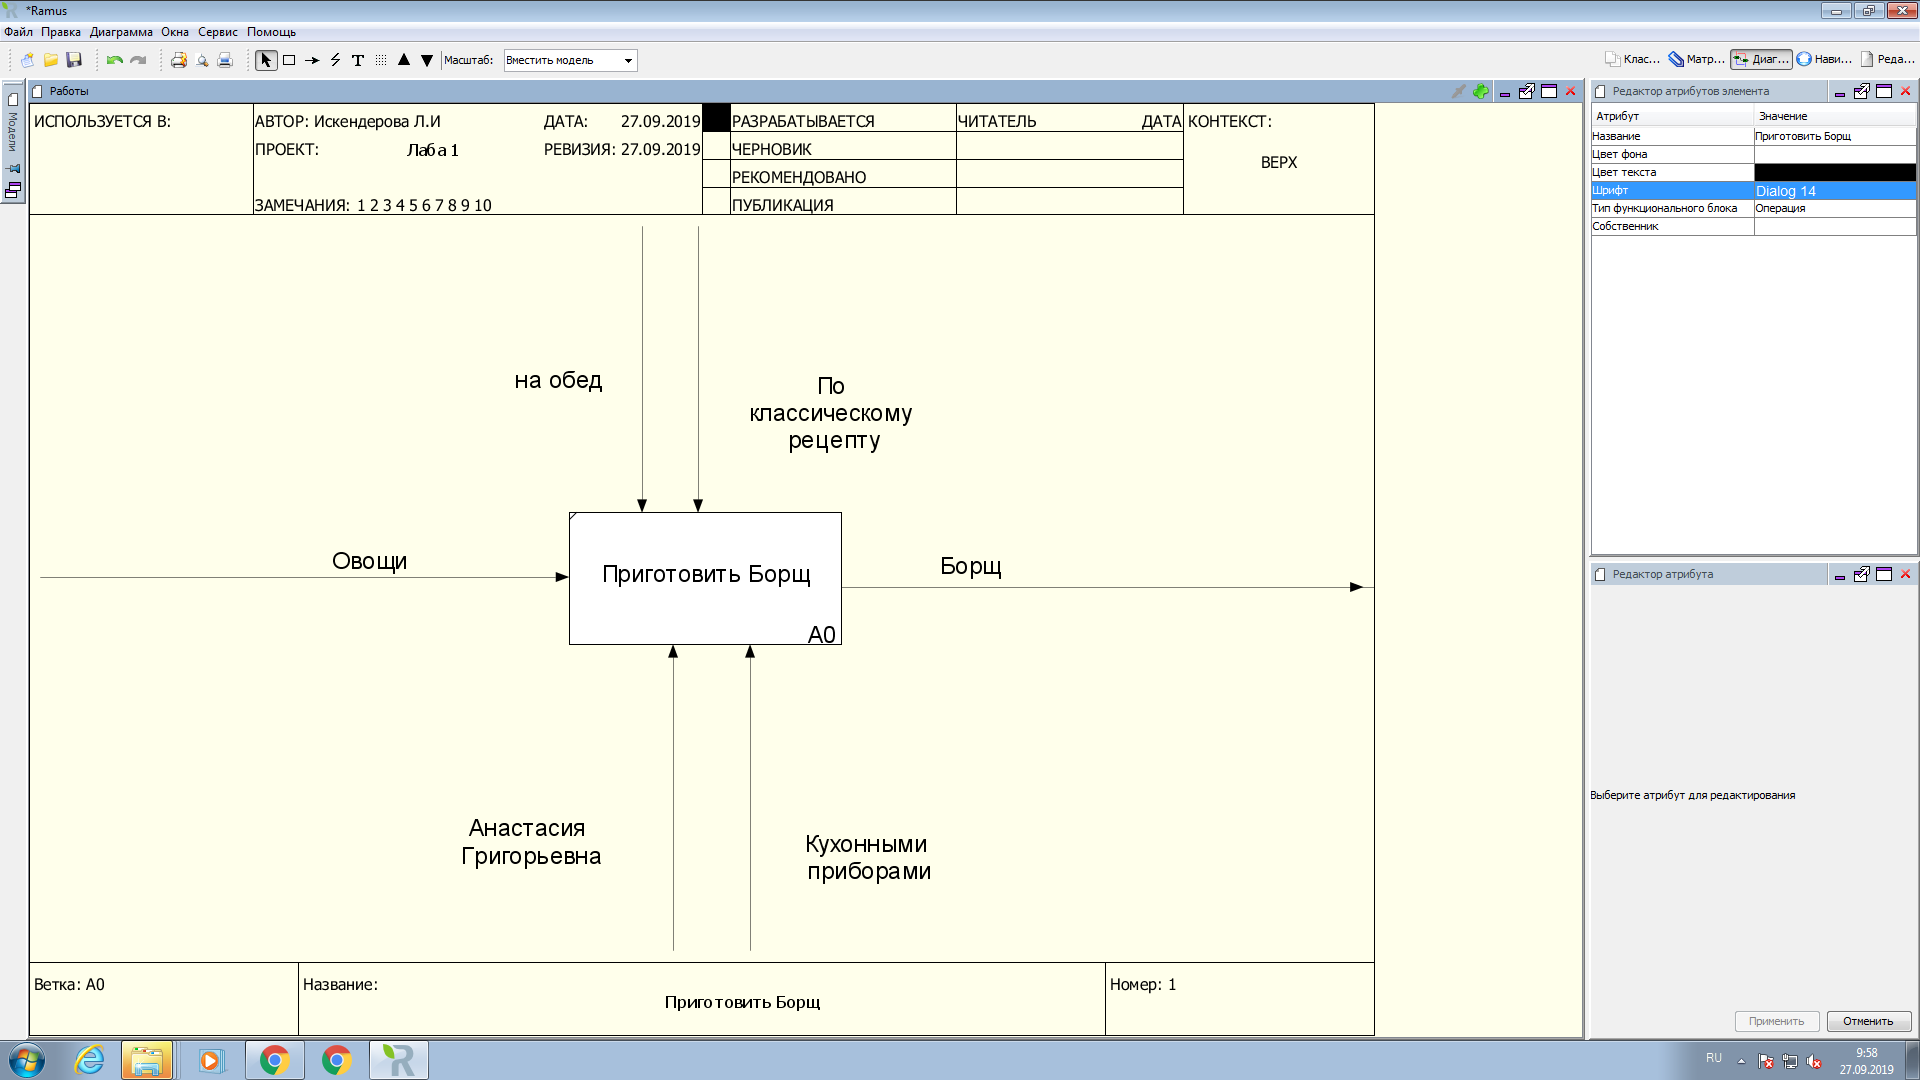 *Ramus
Файл Правка Диаграмма Окна Сервис Помощь
Масштаб: Вместить модель
Клас... Матр... Диаг... Нави... Реда...
Модели
Работы
ИСПОЛЬЗУЕТСЯ В:
АВТОР: Искендерова Л.И
ДАТА: 27.09.2019
ПРОЕКТ: Лаба 1
РЕВИЗИЯ: 27.09.2019
ЗАМЕЧАНИЯ: 1 2 3 4 5 6 7 8 9 10
РАЗРАБАТЫВАЕТСЯ
ЧЕРНОВИК
РЕКОМЕНДОВАНО
ПУБЛИКАЦИЯ
ЧИТАТЕЛЬ ДАТА
КОНТЕКСТ:
ВЕРХ
на обед
По
классическому
рецепту
Овощи
Приготовить Борщ
A0
Борщ
Анастасия
Григорьевна
Кухонными
приборами
Ветка: A0
Название:
Приготовить Борщ
Номер: 1
Редактор атрибутов элемента
Атрибут Значение
Название Приготовить Борщ
Цвет фона
Цвет текста
Шрифт Dialog 14
Тип функционального блока Операция
Собственник
Редактор атрибута
Выберите атрибут для редактирования
Применить Отменить
RU
9:58
27.09.2019